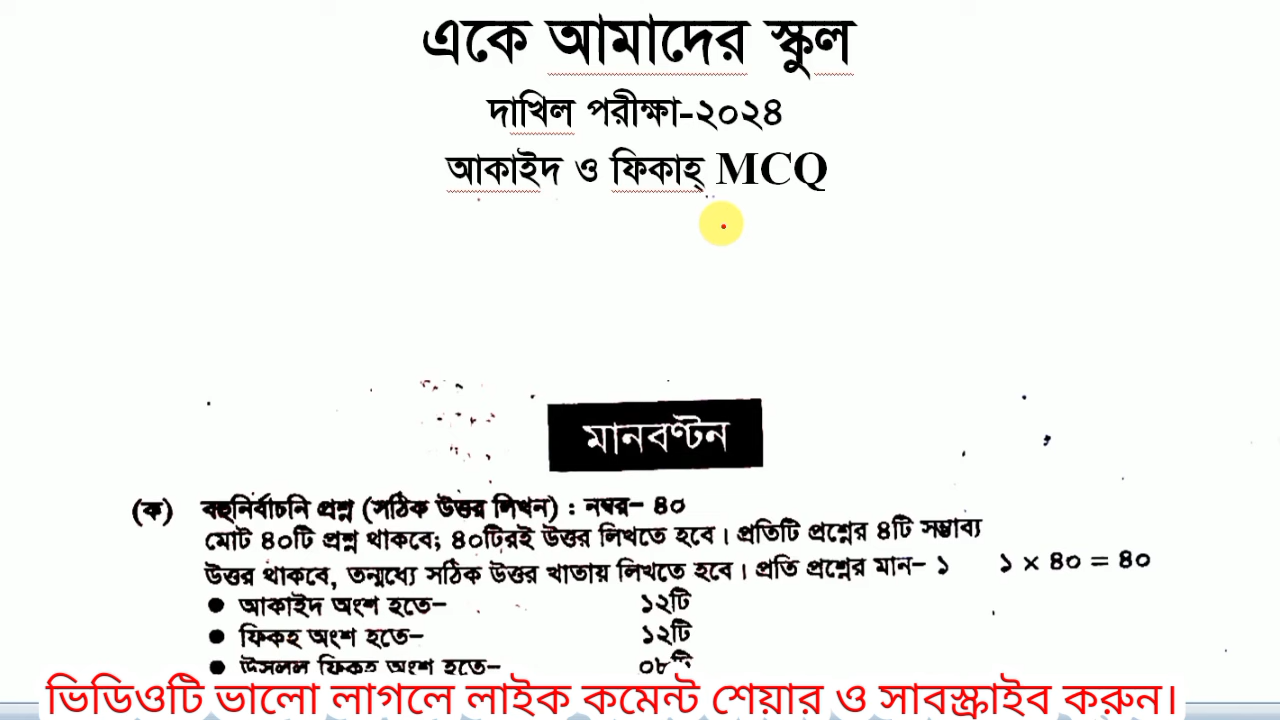 একে আমাদের স্কুল
দাখিল পরীক্ষা-২০২৪
আকাইদ ও ফিকাহ্ MCQ
মানবণ্টন
(ক) বহুনির্বাচনি প্রশ্ন (সঠিক উত্তর লিখন) : নম্বর– ৪০
মোট ৪০টি প্রশ্ন থাকবে; ৪০টিরই উত্তর লিখতে হবে। প্রতিটি প্রশ্নের ৪টি সম্ভাব্য
উত্তর থাকবে, তন্মধ্যে সঠিক উত্তর খাতায় লিখতে হবে। প্রতি প্রশ্নের মান– ১ ১ × ৪০ = ৪০
● আকাইদ অংশ হতে– ১২টি
● ফিকহ অংশ হতে– ১২টি
● উসুলুল ফিকহ অংশ হতে– ০৮টি
ভিডিওটি ভালো লাগলে লাইক কমেন্ট শেয়ার ও সাবস্ক্রাইব করুন।